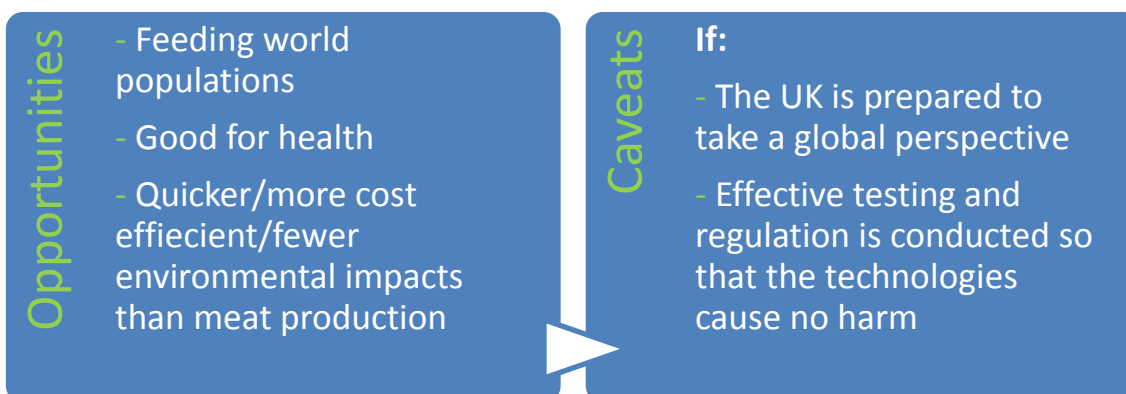 Opportunities
- Feeding world
populations
- Good for health
- Quicker/more cost
effiecient/fewer
environmental impacts
than meat production
Caveats
If:
- The UK is prepared to
take a global perspective
- Effective testing and
regulation is conducted so
that the technologies
cause no harm